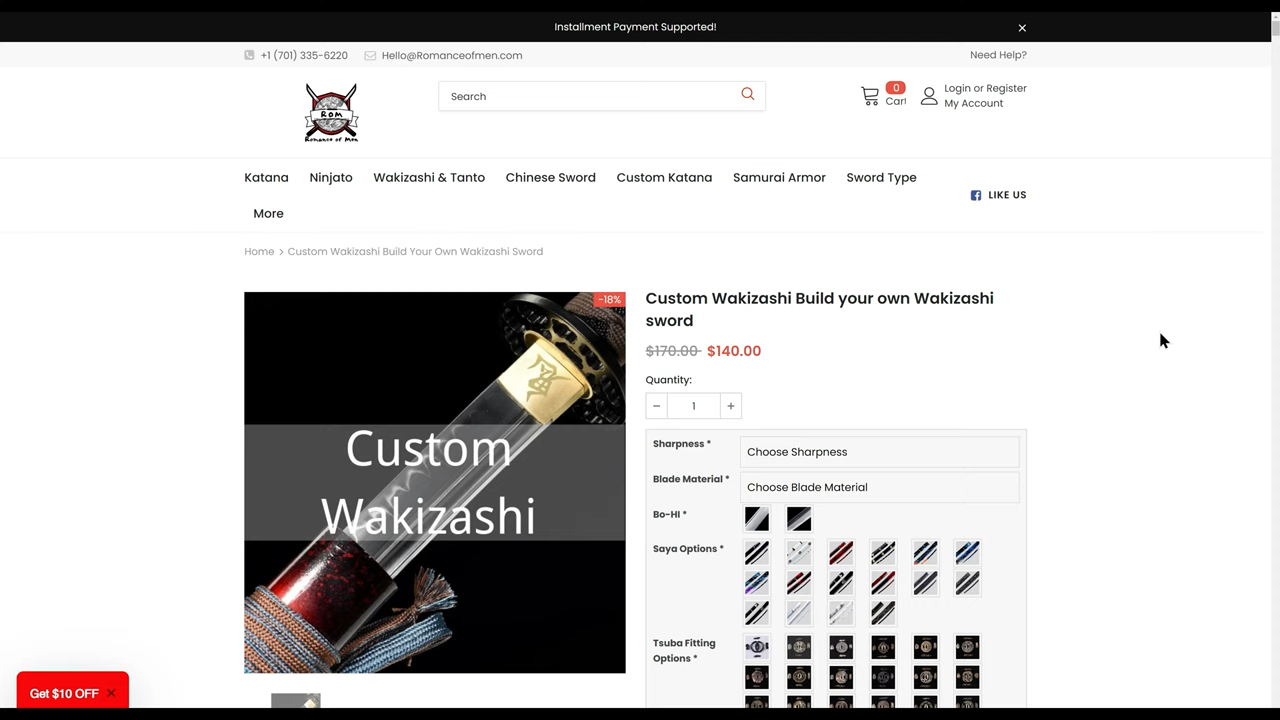 Installment Payment Supported!
+1 (701) 335-6220
Hello@Romanceofmen.com
Need Help?
ROM
Romance of Men
Search
0
Cart
Login or Register
My Account
Katana
Ninjato
Wakizashi & Tanto
Chinese Sword
Custom Katana
Samurai Armor
Sword Type
More
LIKE US
Home > Custom Wakizashi Build Your Own Wakizashi Sword
-18%
Custom
Wakizashi
Custom Wakizashi Build your own Wakizashi
sword
$170.00 $140.00
Quantity:
− 1 +
Sharpness *
Choose Sharpness
Blade Material *
Choose Blade Material
Bo-HI *
Saya Options *
Tsuba Fitting
Options *
Get $10 OFF